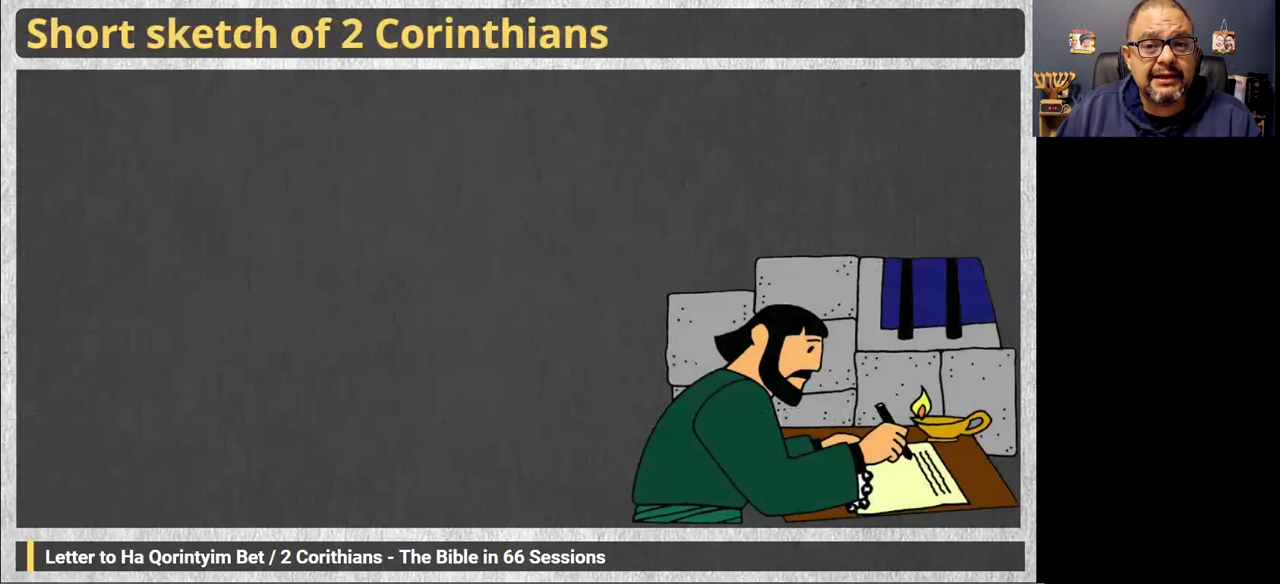 Short sketch of 2 Corinthians
Letter to Ha Qorintyim Bet / 2 Corithians - The Bible in 66 Sessions